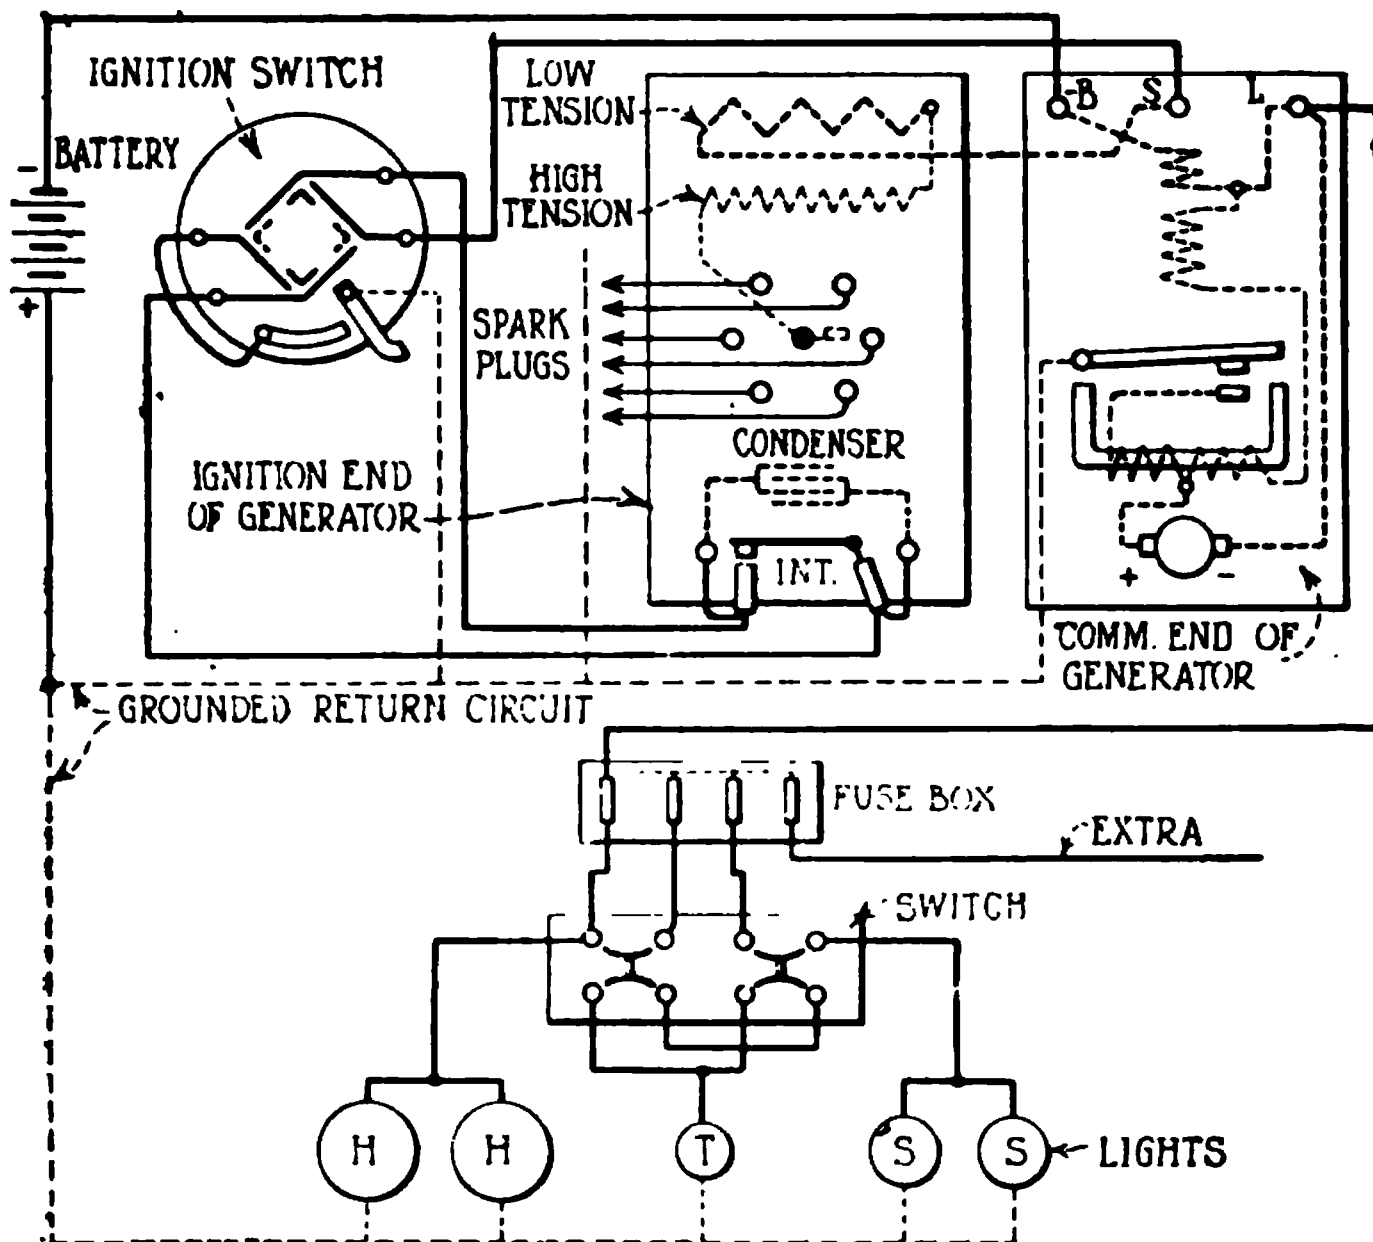 IGNITION SWITCH
BATTERY
-
+
LOW
TENSION
HIGH
TENSION
SPARK
PLUGS
-B S L
CONDENSER
INT.
IGNITION END
OF GENERATOR
+ -
COMM. END OF
GENERATOR
GROUNDED RETURN CIRCUIT
FUSE BOX
EXTRA
SWITCH
H H T S S
LIGHTS